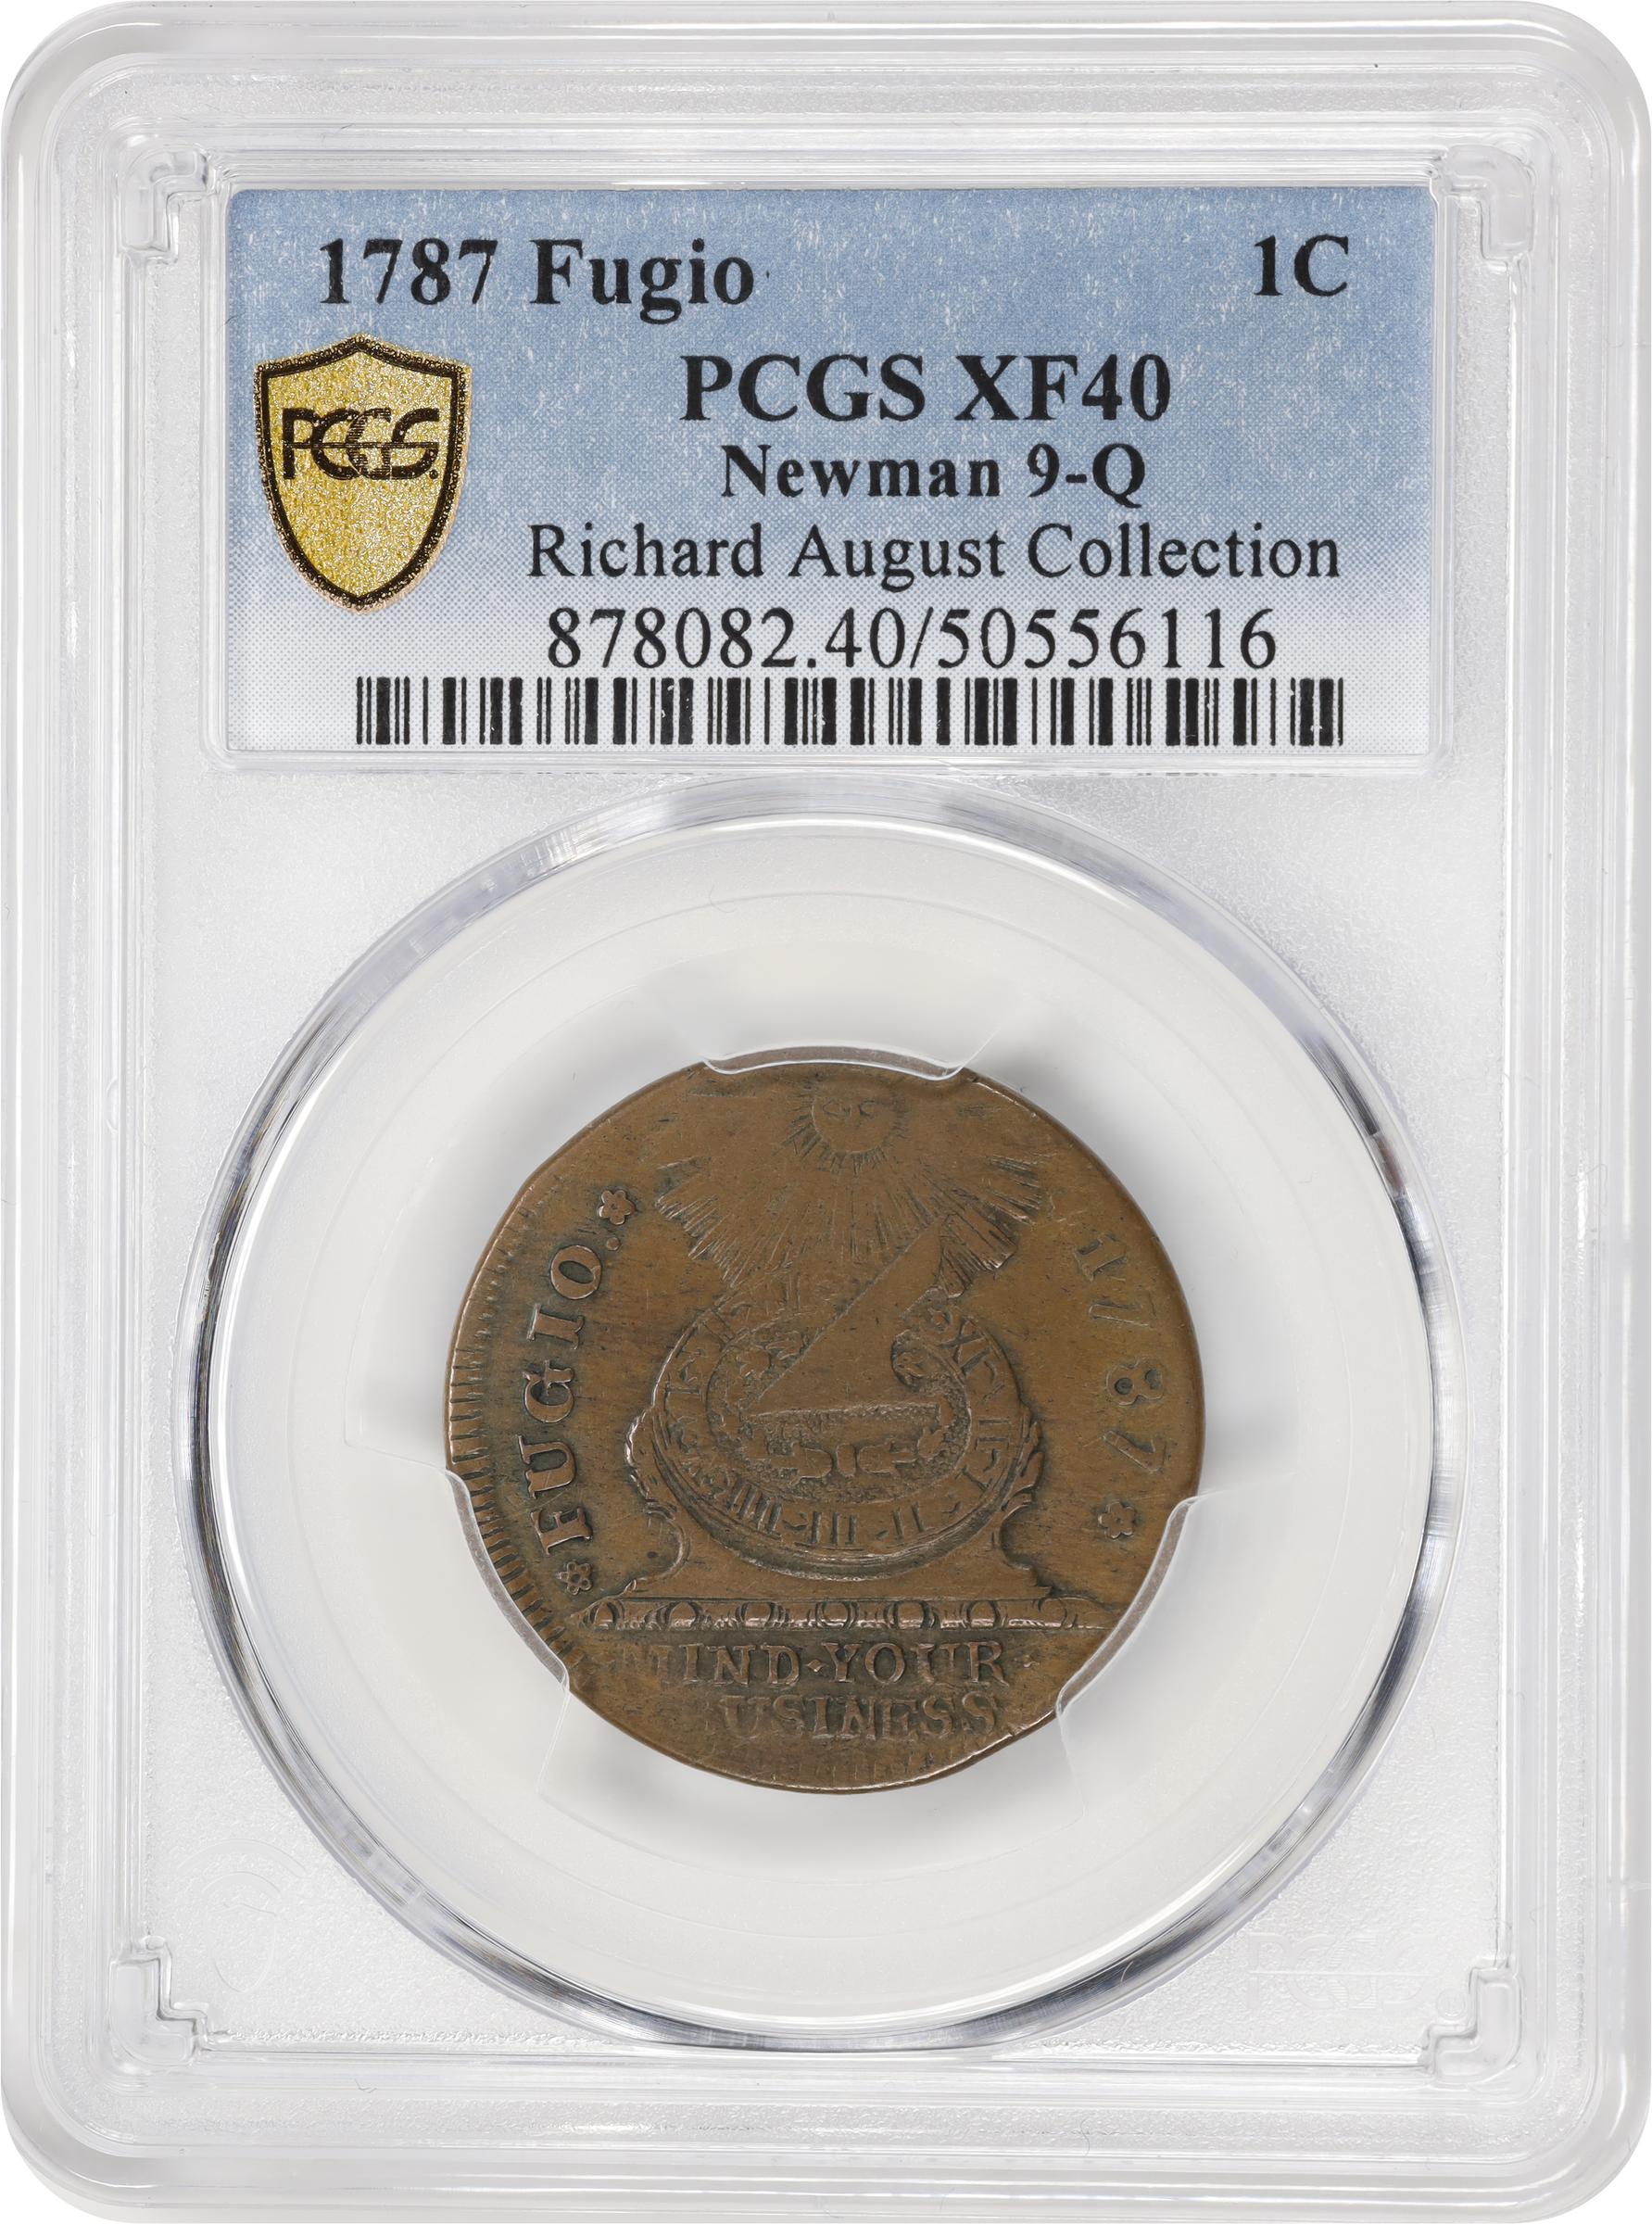 1787 Fugio 1C
PCGS XF40
PCGS
Newman 9-Q
Richard August Collection
878082.40/50556116
FUGIO.
1787
MIND·YOUR·
USINESS